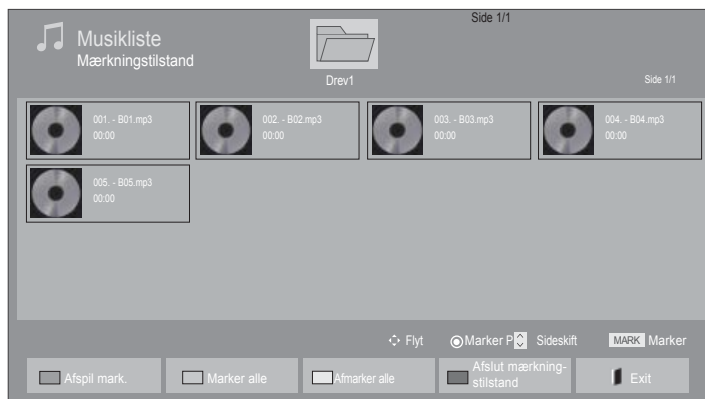 Side 1/1
Musikliste
Mærkningstilstand
Drev1
Side 1/1
001. - B01.mp3
00:00
002. - B02.mp3
00:00
003. - B03.mp3
00:00
004. - B04.mp3
00:00
005. - B05.mp3
00:00
Flyt Marker P Sideskift MARK Marker
Afspil mark. Marker alle Afmarker alle Afslut mærkning-
tilstand Exit